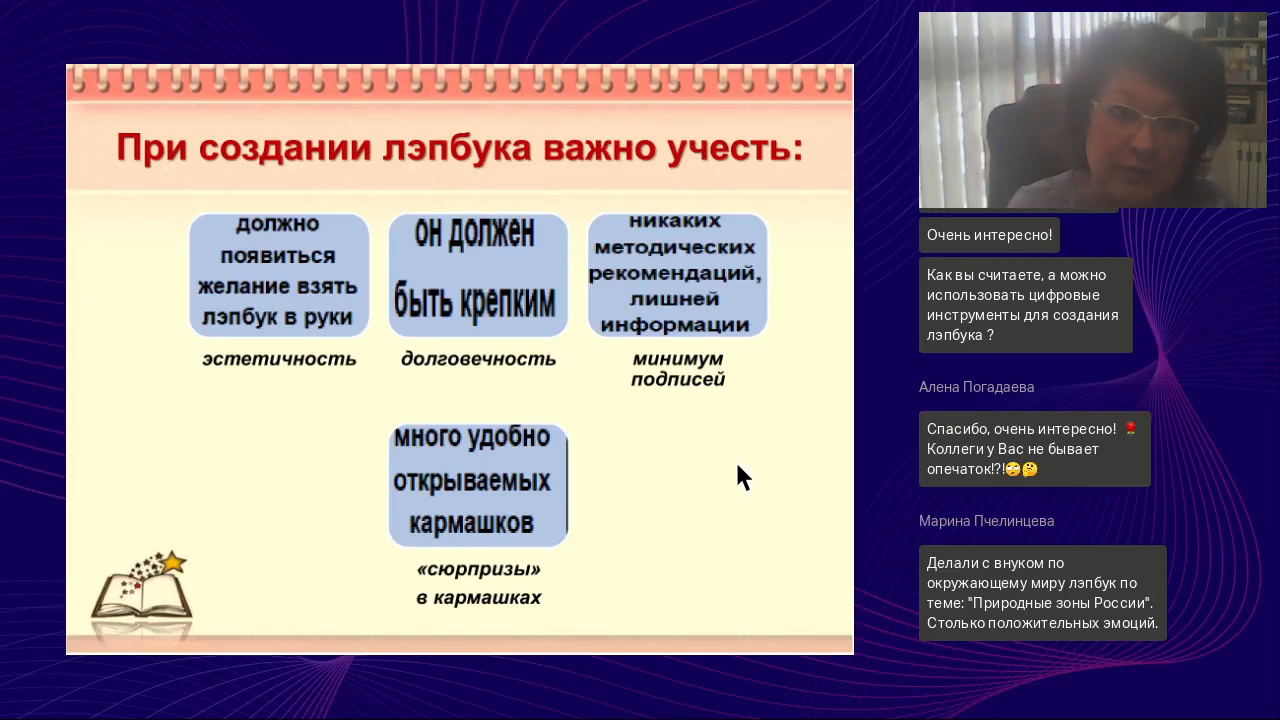 При создании лэпбука важно учесть:
должно
появиться
желание взять
лэпбук в руки
эстетичность
он должен
быть крепким
долговечность
никаких
методических
рекомендаций,
лишней
информации
минимум
подписей
много удобно
открываемых
кармашков
«сюрпризы»
в кармашках
Очень интересно!
Как вы считаете, а можно
использовать цифровые
инструменты для создания
лэпбука ?
Алена Погадаева
Спасибо, очень интересно! 🌹
Коллеги у Вас не бывает
опечаток!?!🙄🤔
Марина Пчелинцева
Делали с внуком по
окружающему миру лэпбук по
теме: "Природные зоны России".
Столько положительных эмоций.